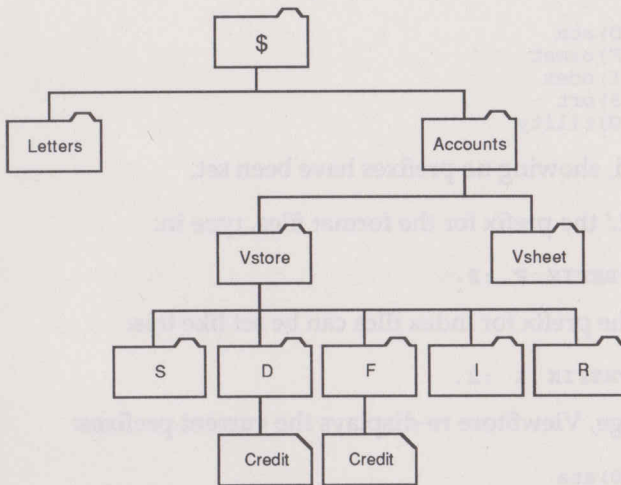 $
Letters
Accounts
Vstore
Vsheet
S
D
F
I
R
Credit
Credit